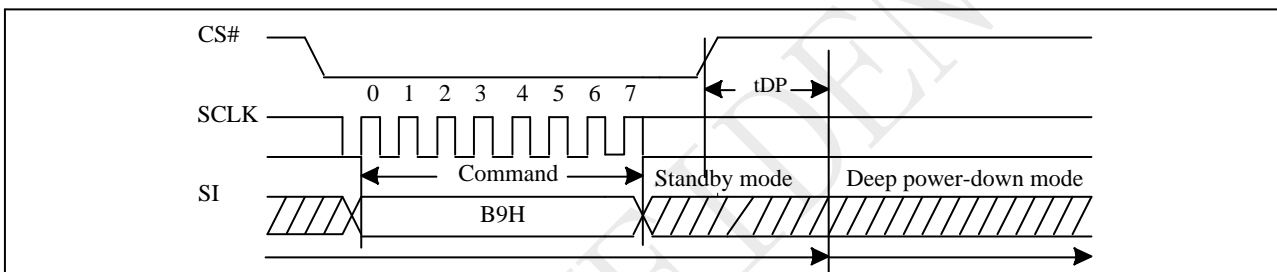 CS#
tDP
0 1 2 3 4 5 6 7
SCLK
Command
Standby mode
Deep power-down mode
SI
B9H